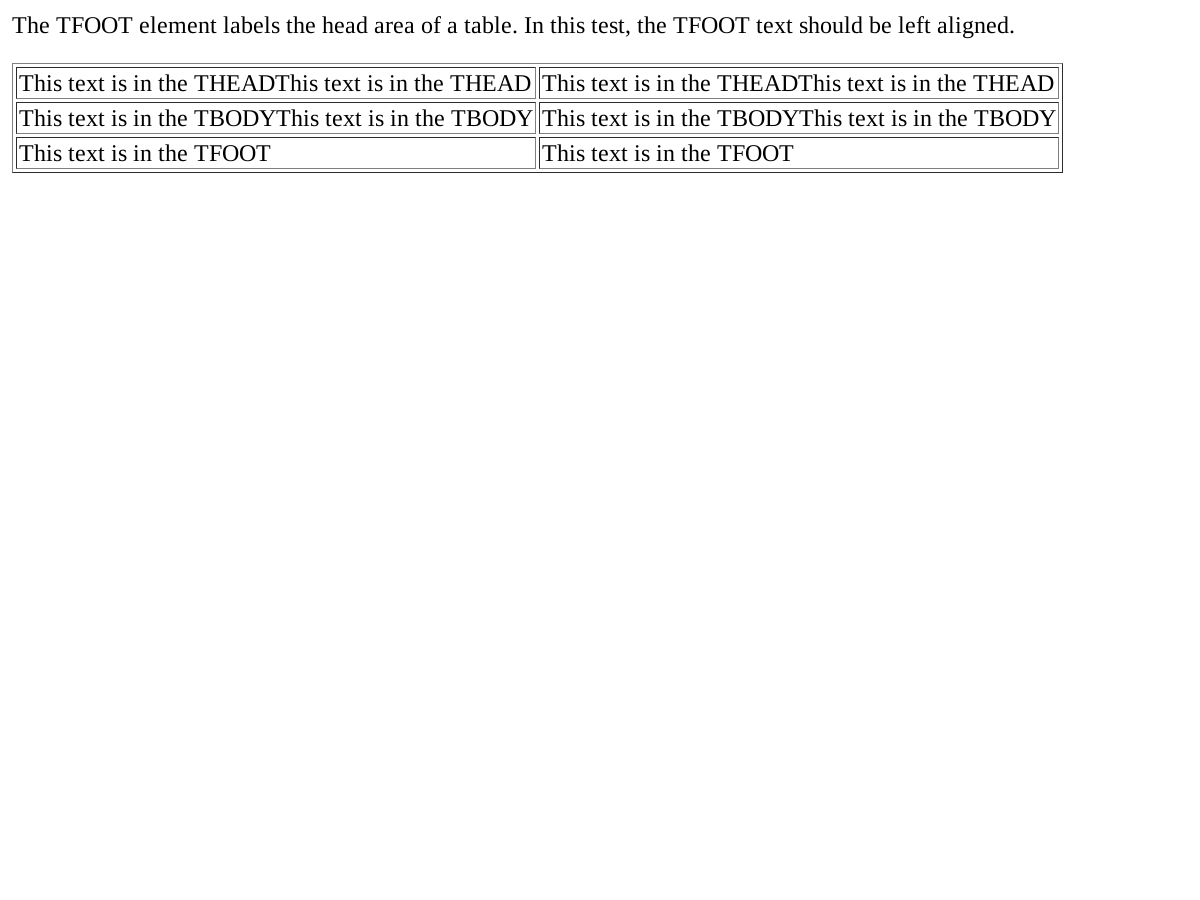 The TFOOT element labels the head area of a table. In this test, the TFOOT text should be left aligned.
This text is in the THEADThis text is in the THEAD This text is in the THEADThis text is in the THEAD
This text is in the TBODYThis text is in the TBODY This text is in the TBODYThis text is in the TBODY
This text is in the TFOOT This text is in the TFOOT